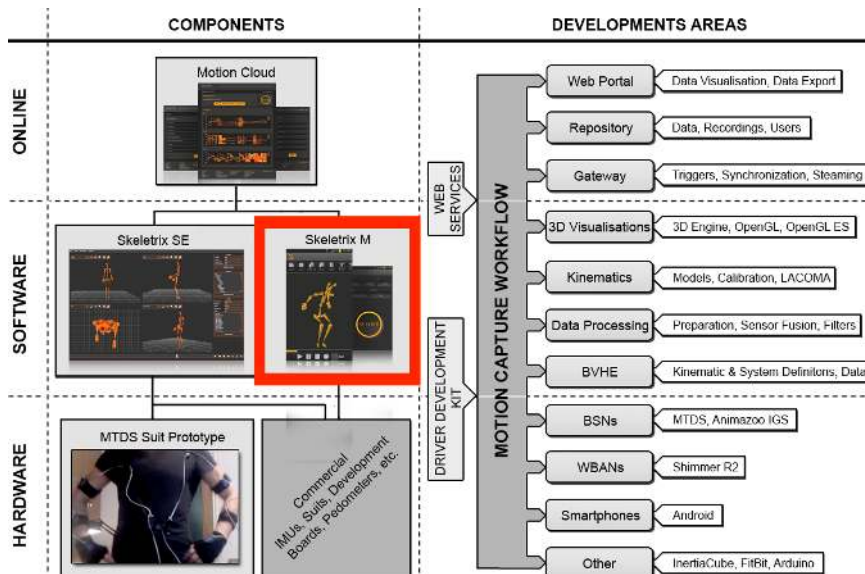 COMPONENTS
DEVELOPMENTS AREAS
ONLINE
Motion Cloud
SOFTWARE
Skeletrix SE
Skeletrix M
HARDWARE
MTDS Suit Prototype
Commercial
IMUs, Suits, Development
Boards, Pedometers, etc.
WEB
SERVICES
DRIVER DEVELOPMENT
KIT
MOTION CAPTURE WORKFLOW
Web Portal
Data Visualisation, Data Export
Repository
Data, Recordings, Users
Gateway
Triggers, Synchronization, Steaming
3D Visualisations
3D Engine, OpenGL, OpenGL ES
Kinematics
Models, Calibration, LACOMA
Data Processing
Preparation, Sensor Fusion, Filters
BVHE
Kinematic & System Definitons, Data
BSNs
MTDS, Animazoo IGS
WBANs
Shimmer R2
Smartphones
Android
Other
InertiaCube, FitBit, Arduino